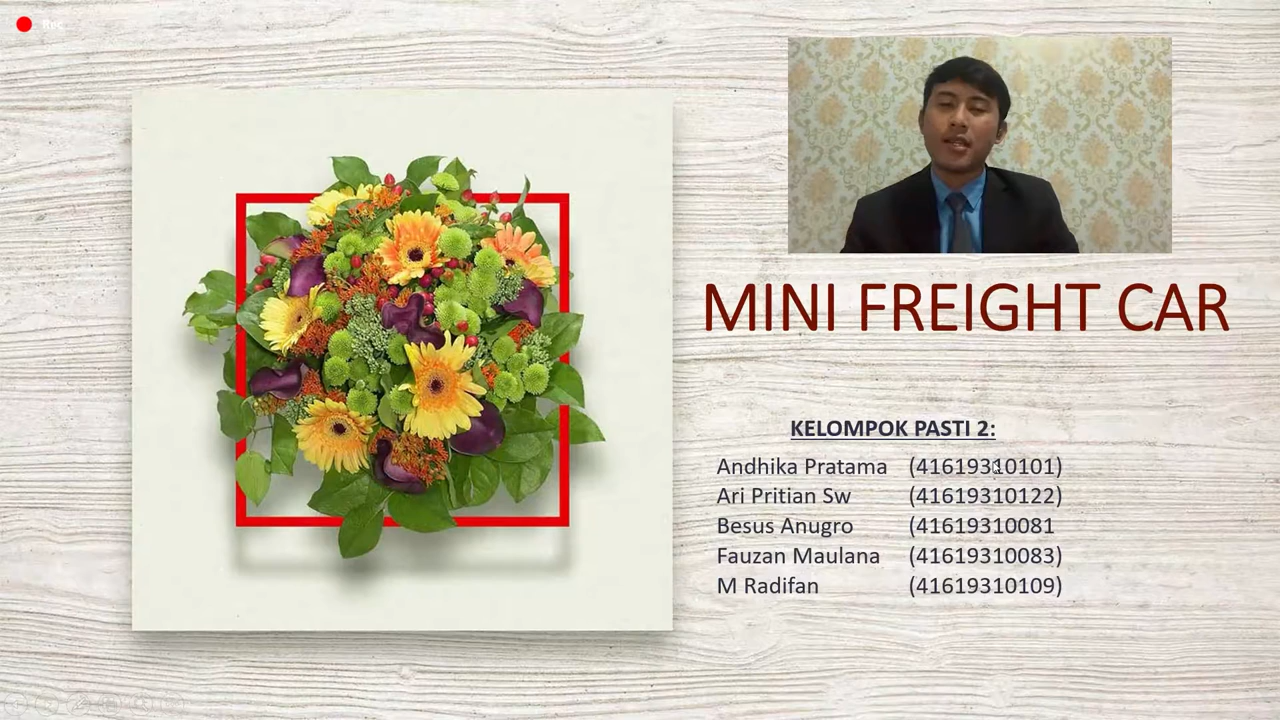 Rec
MINI FREIGHT CAR
KELOMPOK PASTI 2:
Andhika Pratama (41619310101)
Ari Pritian Sw (41619310122)
Besus Anugro (41619310081
Fauzan Maulana (41619310083)
M Radifan (41619310109)